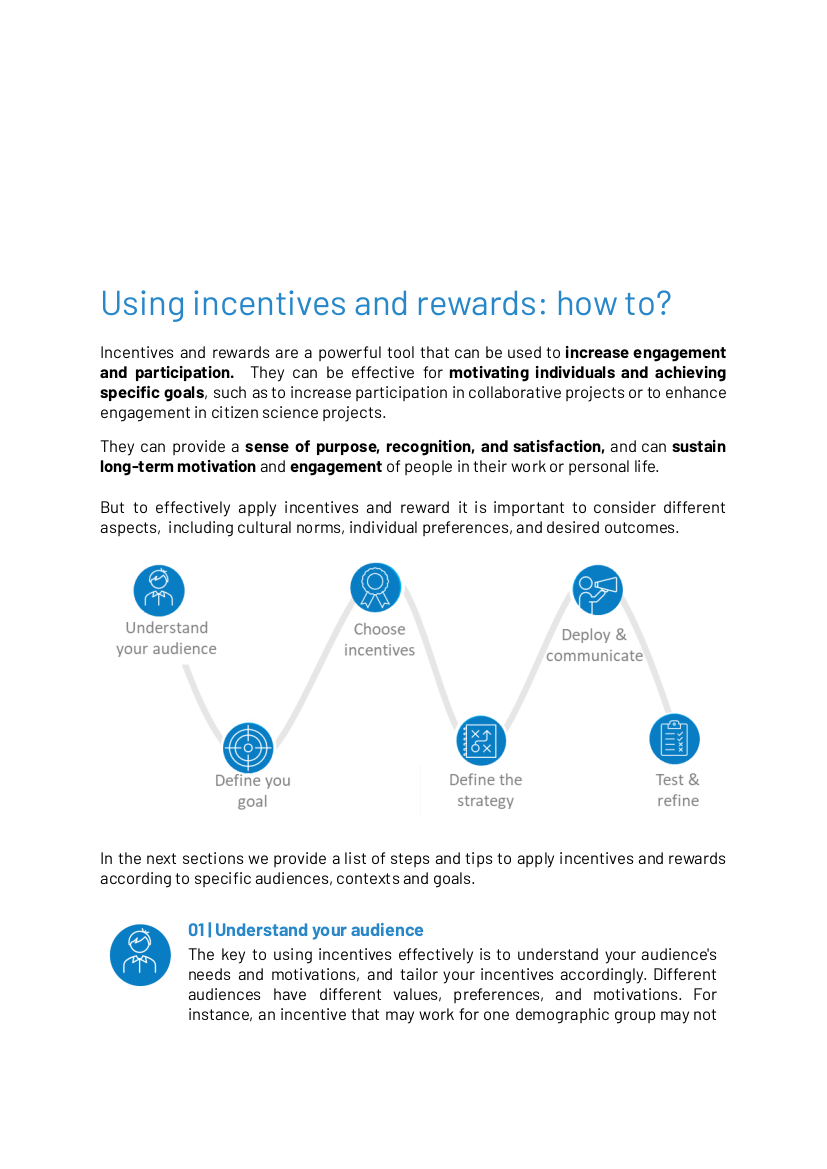 Using incentives and rewards: how to?
Incentives and rewards are a powerful tool that can be used to increase engagement
and participation. They can be effective for motivating individuals and achieving
specific goals, such as to increase participation in collaborative projects or to enhance
engagement in citizen science projects.
They can provide a sense of purpose, recognition, and satisfaction, and can sustain
long-term motivation and engagement of people in their work or personal life.
But to effectively apply incentives and reward it is important to consider different
aspects, including cultural norms, individual preferences, and desired outcomes.
Understand
your audience
Define you
goal
Choose
incentives
Define the
strategy
Deploy &
communicate
Test &
refine
In the next sections we provide a list of steps and tips to apply incentives and rewards
according to specific audiences, contexts and goals.
01 | Understand your audience
The key to using incentives effectively is to understand your audience's
needs and motivations, and tailor your incentives accordingly. Different
audiences have different values, preferences, and motivations. For
instance, an incentive that may work for one demographic group may not